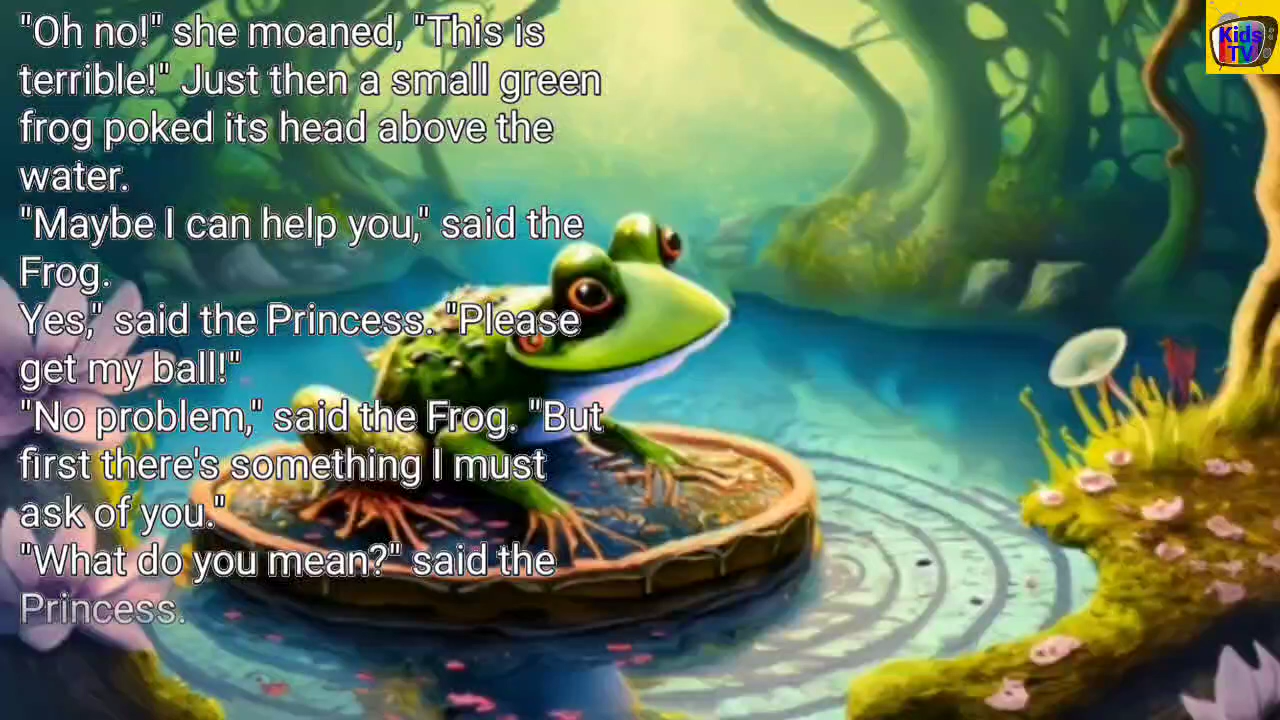 "Oh no!" she moaned, "This is
terrible!" Just then a small green
frog poked its head above the
water.
"Maybe I can help you," said the
Frog.
Yes," said the Princess. "Please
get my ball!"
"No problem," said the Frog. "But
first there's something I must
ask of you."
"What do you mean?" said the
Princess.
Kids
TV